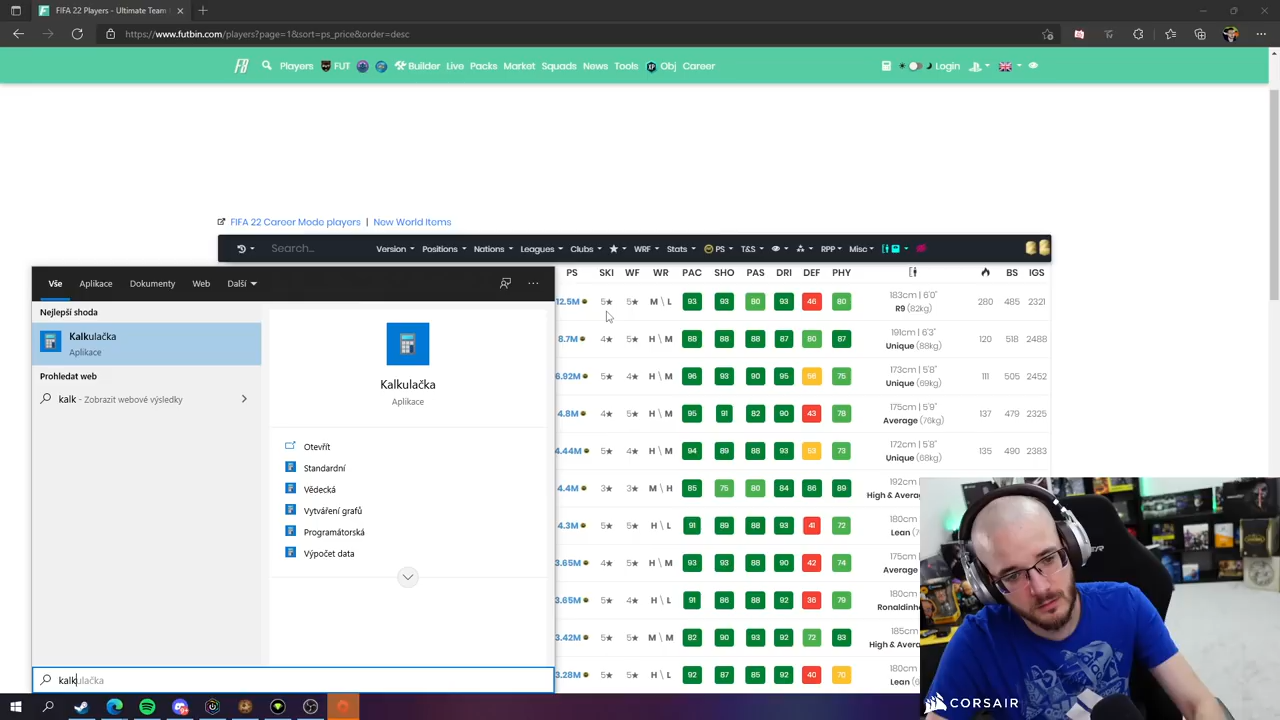 FIFA 22 Players - Ultimate Team
https://www.futbin.com/players?page=1&sort=ps_price&order=desc
FB Players FUT Builder Live Packs Market Squads News Tools Obj Career Login
FIFA 22 Career Mode players | New World Items
Search... Version Positions Nations Leagues Clubs WRF Stats PS T&S RPP Misc
PS SKI WF WR PAC SHO PAS DRI DEF PHY BS IGS
12.5M 5★ 5★ M \ L 93 93 80 93 46 80 183cm | 6'0" 280 485 2321
R9 (82kg)
8.7M 4★ 5★ H \ M 88 88 88 87 80 87 191cm | 6'3" 120 518 2488
Unique (88kg)
6.92M 5★ 4★ H \ M 96 93 90 95 56 75 173cm | 5'8" 111 505 2452
Unique (69kg)
4.8M 4★ 5★ H \ M 95 91 82 90 43 78 175cm | 5'9" 137 479 2325
Average (76kg)
4.44M 5★ 4★ H \ M 94 89 88 93 53 73 172cm | 5'8" 135 490 2383
Unique (68kg)
4.4M 3★ 3★ M \ H 85 75 80 84 86 89 192cm
High & Avera
4.3M 5★ 5★ H \ L 91 89 88 93 41 72 180cm
Lean
3.65M 4★ 5★ H \ M 93 93 88 90 42 74 175cm
Average
3.65M 5★ 4★ H \ L 91 86 88 92 36 79 180cm
Ronaldinh
3.42M 5★ 5★ M \ M 82 90 93 92 72 83 185cm
High & Avera
3.28M 5★ 5★ H \ L 92 87 85 92 40 70 180cm
Lean
Vše Aplikace Dokumenty Web Další
Nejlepší shoda
Kalkulačka
Aplikace
Prohledat web
kalk - Zobrazit webové výsledky
Kalkulačka
Aplikace
Otevřít
Standardní
Vědecká
Vytváření grafů
Programátorská
Výpočet data
kalkulačka
CORSAIR